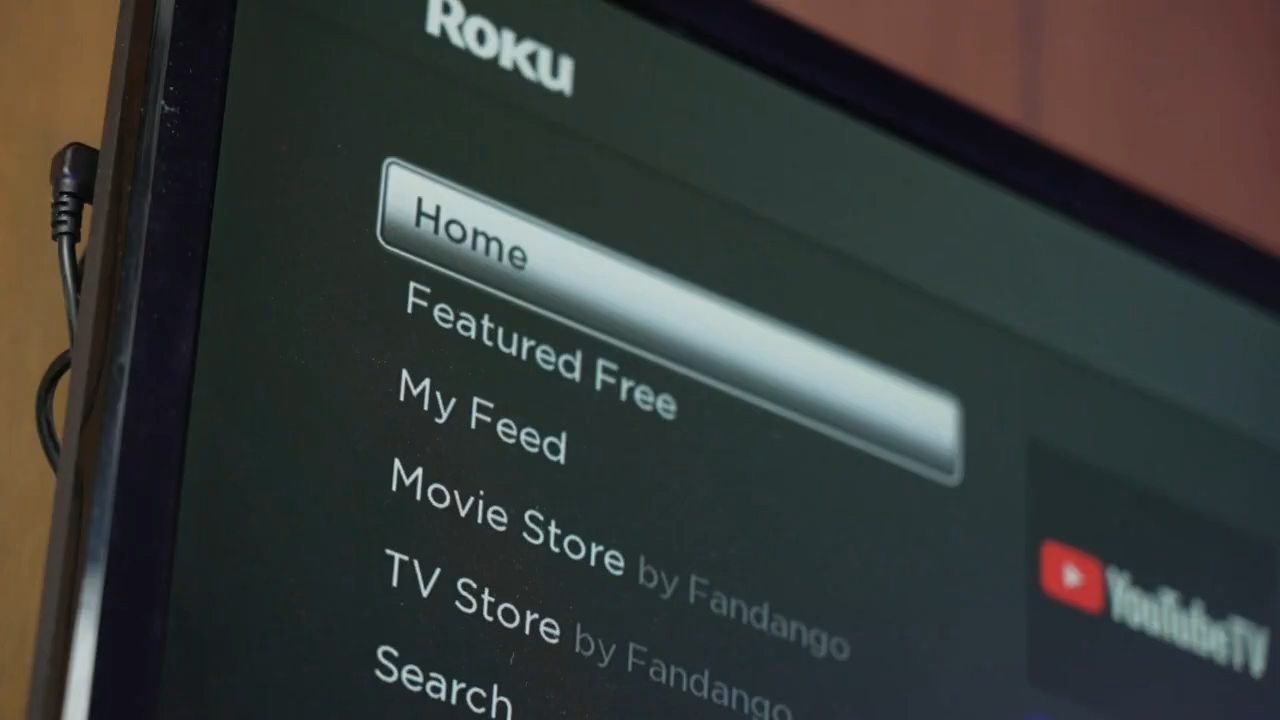 Roku
Home
Featured Free
My Feed
Movie Store by Fandango
TV Store by Fandango
Search
YouTubeTV